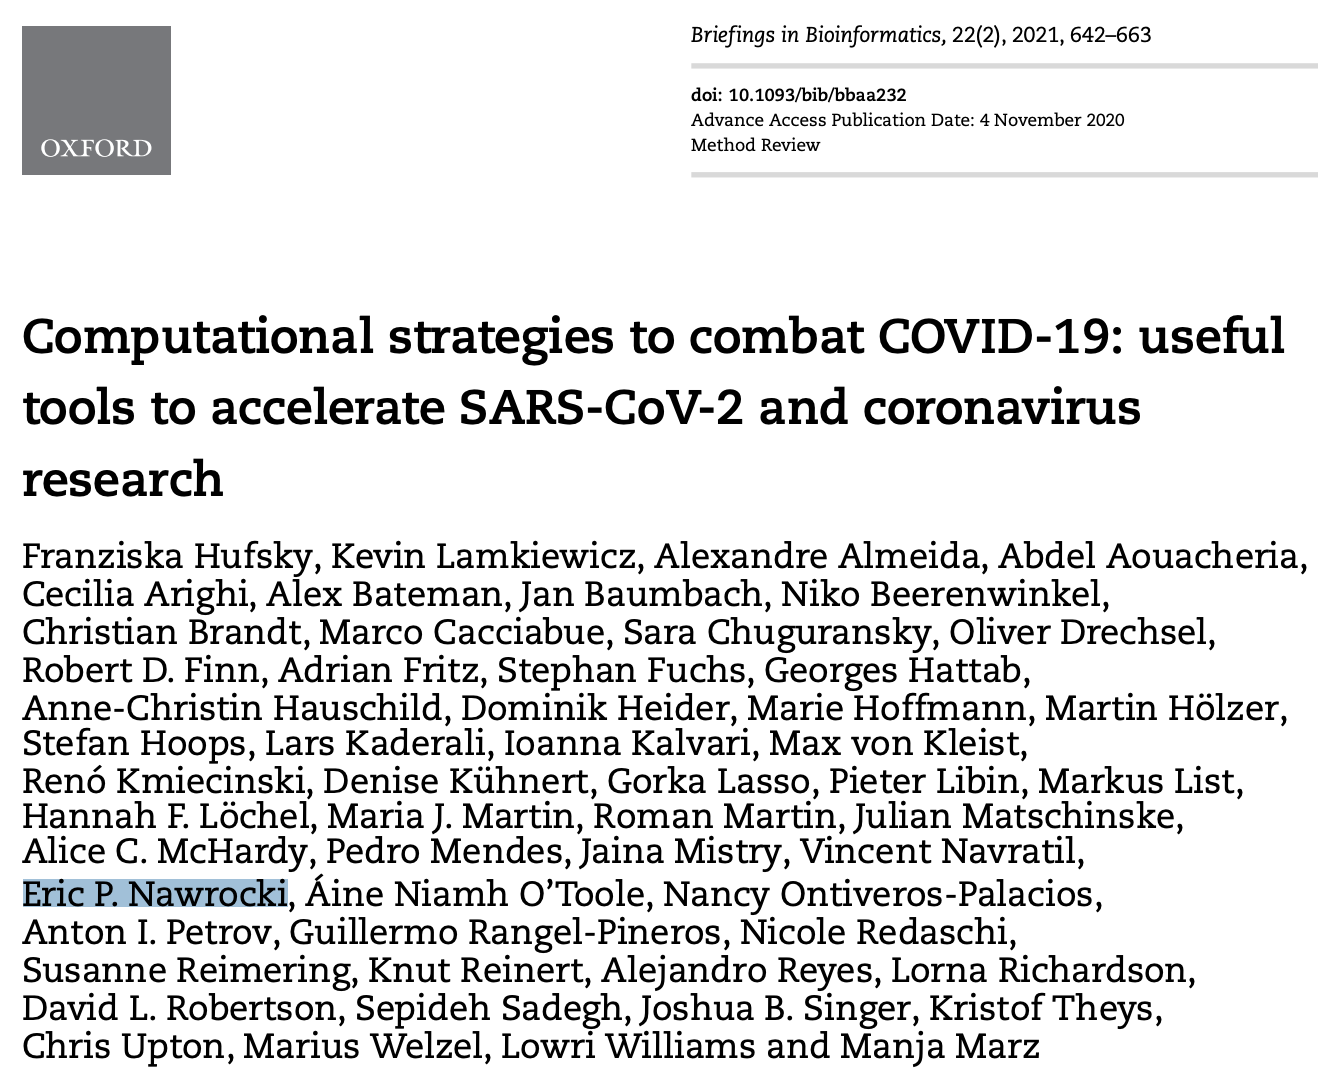 OXFORD
Briefings in Bioinformatics, 22(2), 2021, 642–663
doi: 10.1093/bib/bbaa232
Advance Access Publication Date: 4 November 2020
Method Review
Computational strategies to combat COVID-19: useful
tools to accelerate SARS-CoV-2 and coronavirus
research
Franziska Hufsky, Kevin Lamkiewicz, Alexandre Almeida, Abdel Aouacheria,
Cecilia Arighi, Alex Bateman, Jan Baumbach, Niko Beerenwinkel,
Christian Brandt, Marco Cacciabue, Sara Chuguransky, Oliver Drechsel,
Robert D. Finn, Adrian Fritz, Stephan Fuchs, Georges Hattab,
Anne-Christin Hauschild, Dominik Heider, Marie Hoffmann, Martin Hölzer,
Stefan Hoops, Lars Kaderali, Ioanna Kalvari, Max von Kleist,
Renó Kmiecinski, Denise Kühnert, Gorka Lasso, Pieter Libin, Markus List,
Hannah F. Löchel, Maria J. Martin, Roman Martin, Julian Matschinske,
Alice C. McHardy, Pedro Mendes, Jaina Mistry, Vincent Navratil,
Eric P. Nawrocki, Áine Niamh O’Toole, Nancy Ontiveros-Palacios,
Anton I. Petrov, Guillermo Rangel-Pineros, Nicole Redaschi,
Susanne Reimering, Knut Reinert, Alejandro Reyes, Lorna Richardson,
David L. Robertson, Sepideh Sadegh, Joshua B. Singer, Kristof Theys,
Chris Upton, Marius Welzel, Lowri Williams and Manja Marz